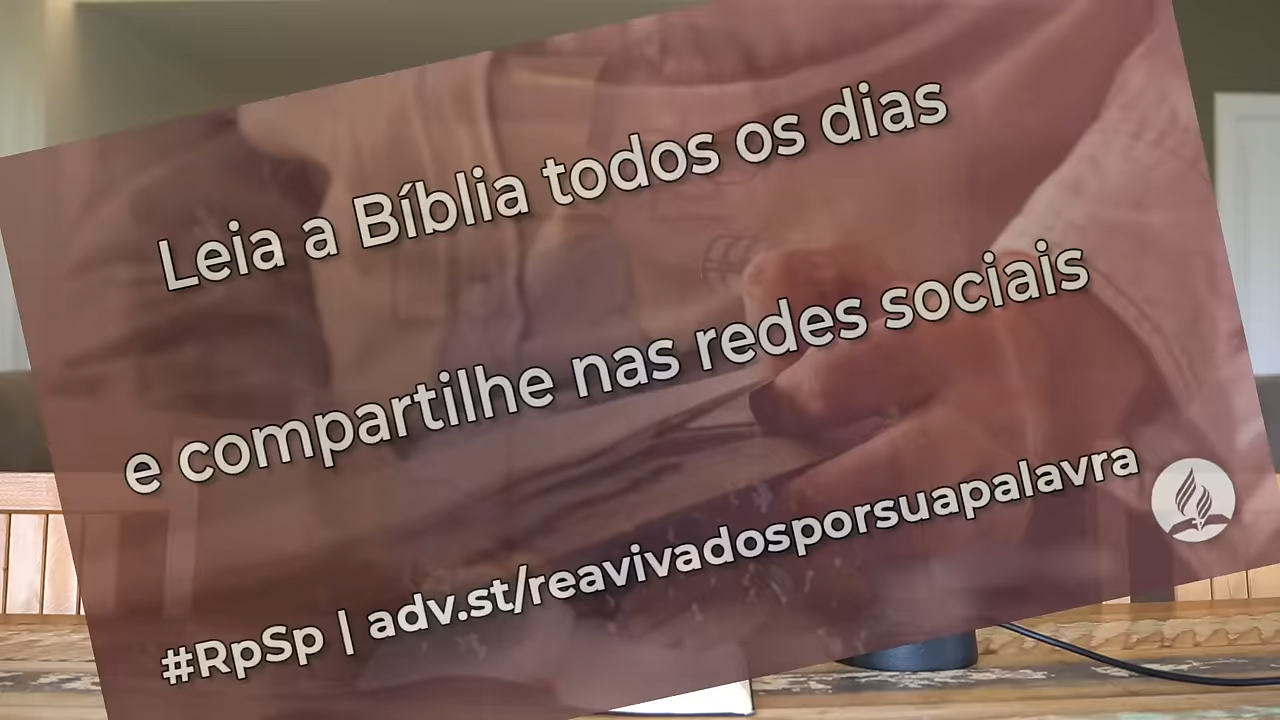 Leia a Bíblia todos os dias
e compartilhe nas redes sociais
#RpSp | adv.st/reavivadosporsuapalavra